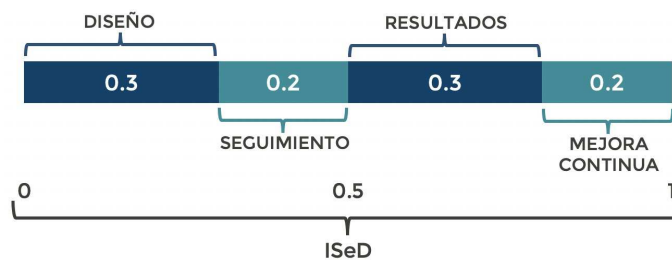 DISEÑO
RESULTADOS
0.3
0.2
0.3
0.2
SEGUIMIENTO
MEJORA
CONTINUA
0
0.5
1
ISeD